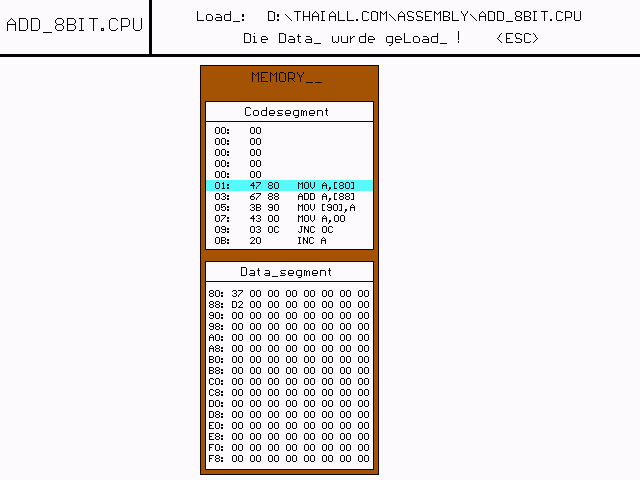 ADD_8BIT.CPU
Load_: D:\THAIALL.COM\ASSEMBLY\ADD_8BIT.CPU
Die Data_ wurde geLoad_ ! <ESC>
MEMORY__
Codesegment
00: 00
00: 00
00: 00
00: 00
00: 00
01: 47 80 MOV A,[80]
03: 67 88 ADD A,[88]
05: 3B 90 MOV [90],A
07: 43 00 MOV A,00
09: 03 0C JNC 0C
0B: 20 INC A
Data_segment
80: 37 00 00 00 00 00 00 00
88: D2 00 00 00 00 00 00 00
90: 00 00 00 00 00 00 00 00
98: 00 00 00 00 00 00 00 00
A0: 00 00 00 00 00 00 00 00
A8: 00 00 00 00 00 00 00 00
B0: 00 00 00 00 00 00 00 00
B8: 00 00 00 00 00 00 00 00
C0: 00 00 00 00 00 00 00 00
C8: 00 00 00 00 00 00 00 00
D0: 00 00 00 00 00 00 00 00
D8: 00 00 00 00 00 00 00 00
E0: 00 00 00 00 00 00 00 00
E8: 00 00 00 00 00 00 00 00
F0: 00 00 00 00 00 00 00 00
F8: 00 00 00 00 00 00 00 00